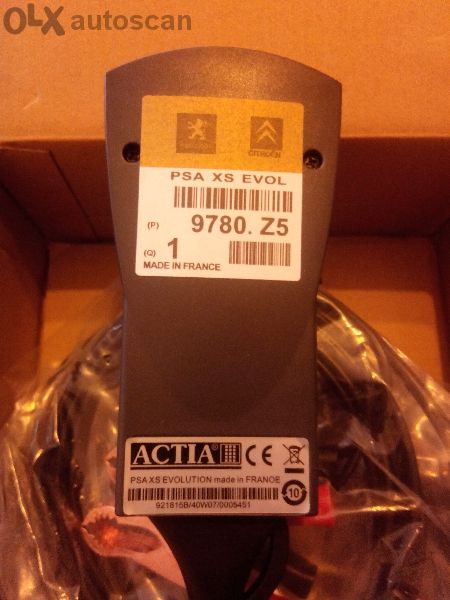 OLX autoscan
PEUGEOT CITROËN
PSA XS EVOL
(P) 9780. Z5
(Q) 1
MADE IN FRANCE
ACTIA® CE
PSA XS EVOLUTION made in FRANOE
921815B/40W07/0005451
10